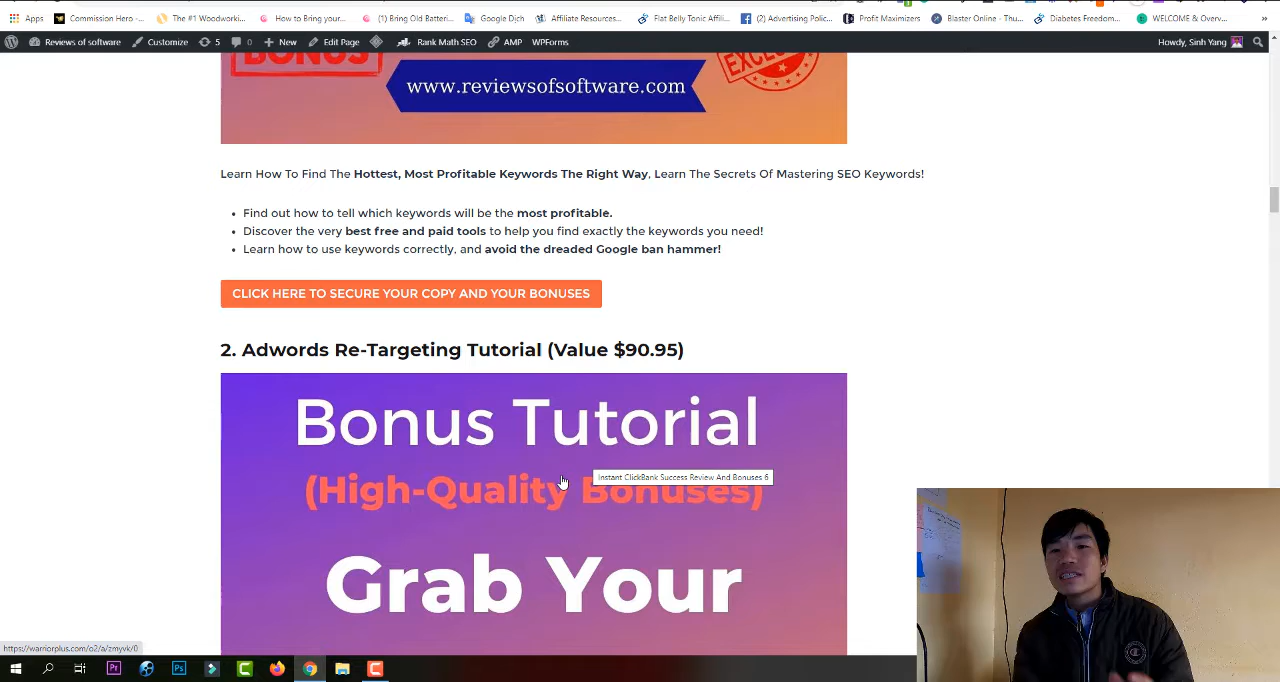 Apps
Commission Hero -...
The #1 Woodworki...
How to Bring your...
(1) Bring Old Batteri...
Google Dịch
Affiliate Resources...
Flat Belly Tonic Affili...
(2) Advertising Polic...
Profit Maximizers
Blaster Online - Thu...
Diabetes Freedom...
WELCOME & Overv...
»
Reviews of software
Customize
5
0
New
Edit Page
Rank Math SEO
AMP
WPForms
Howdy, Sinh Yang
BONUS
EXCLUSIVE
www.reviewsofsoftware.com
Learn How To Find The Hottest, Most Profitable Keywords The Right Way, Learn The Secrets Of Mastering SEO Keywords!
• Find out how to tell which keywords will be the most profitable.
• Discover the very best free and paid tools to help you find exactly the keywords you need!
• Learn how to use keywords correctly, and avoid the dreaded Google ban hammer!
CLICK HERE TO SECURE YOUR COPY AND YOUR BONUSES
2. Adwords Re-Targeting Tutorial (Value $90.95)
Bonus Tutorial
(High-Quality Bonuses)
Instant ClickBank Success Review And Bonuses 6
Grab Your
https://warriorplus.com/o2/a/zmyvk/0
Pr
Ps